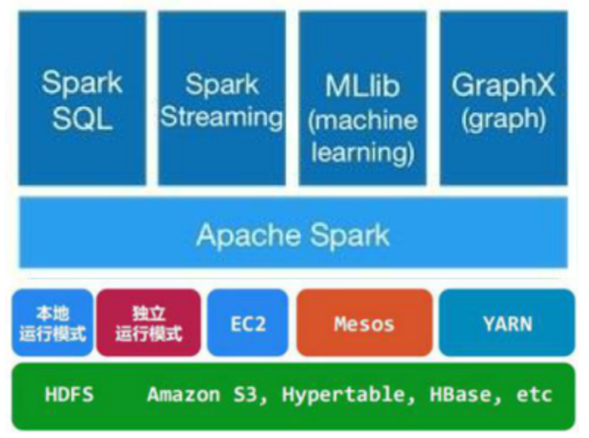 Spark
SQL
Spark
Streaming
MLlib
(machine
learning)
GraphX
(graph)
Apache Spark
本地
运行模式
独立
运行模式
EC2
Mesos
YARN
HDFS Amazon S3, Hypertable, HBase, etc